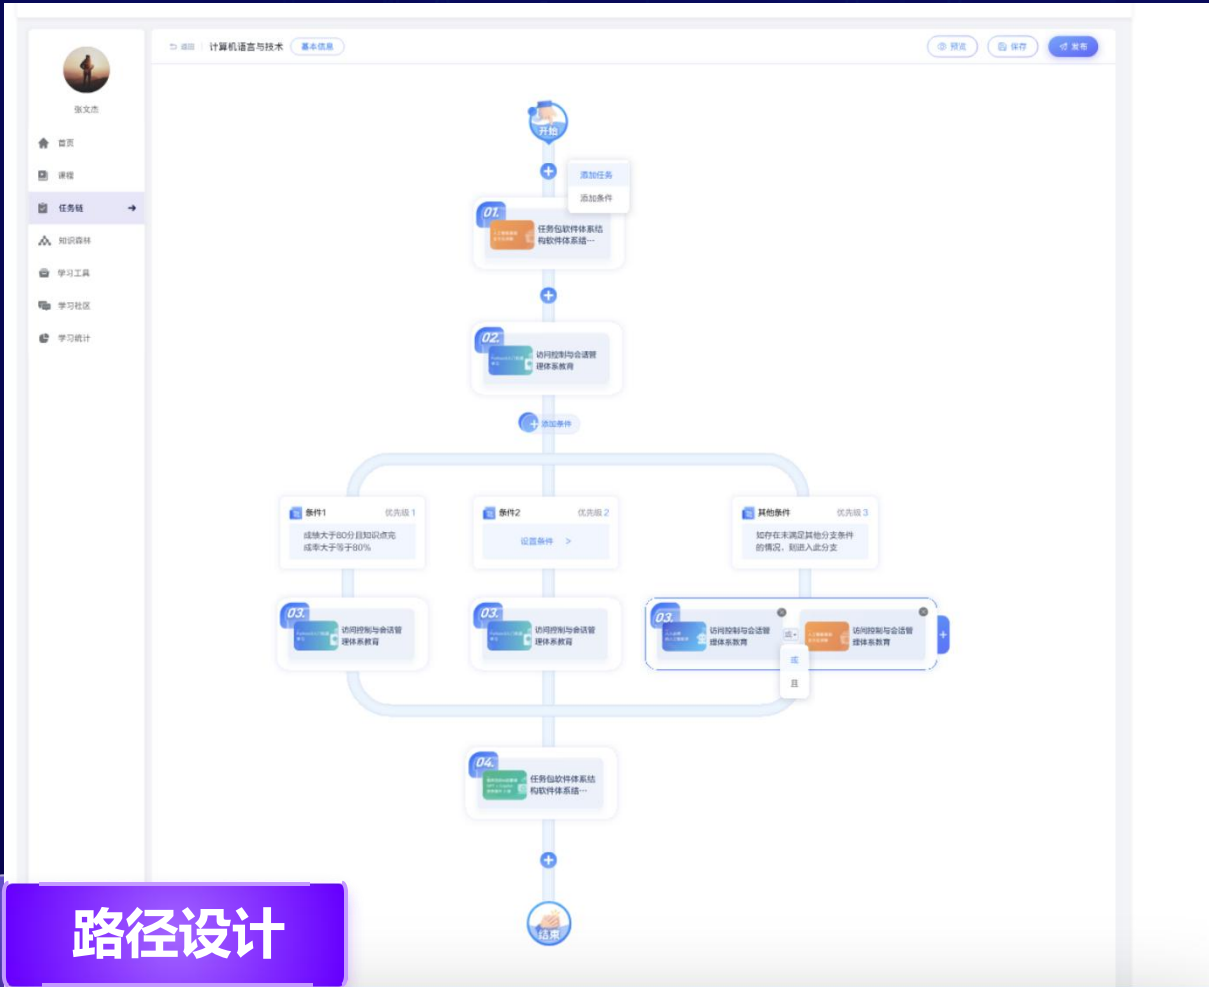 返回
计算机语言与技术
基本信息
预览
保存
发布
张文杰
首页
课程
任务链
知识森林
学习工具
学习社区
学习统计
开始
添加任务
添加条件
01.
任务包软件体系结
构软件体系结…
02.
访问控制与会话管
理体系教育
添加条件
条件1
优先级 1
成绩大于80分且知识点完
成率大于等于80%
条件2
优先级 2
设置条件 >
其他条件
优先级 3
如存在未满足其他分支条件
的情况，则进入此分支
03.
访问控制与会话管
理体系教育
03.
访问控制与会话管
理体系教育
03.
访问控制与会话管
理体系教育
或
访问控制与会话管
理体系教育
或
且
04.
任务包软件体系结
构软件体系结…
结束
路径设计